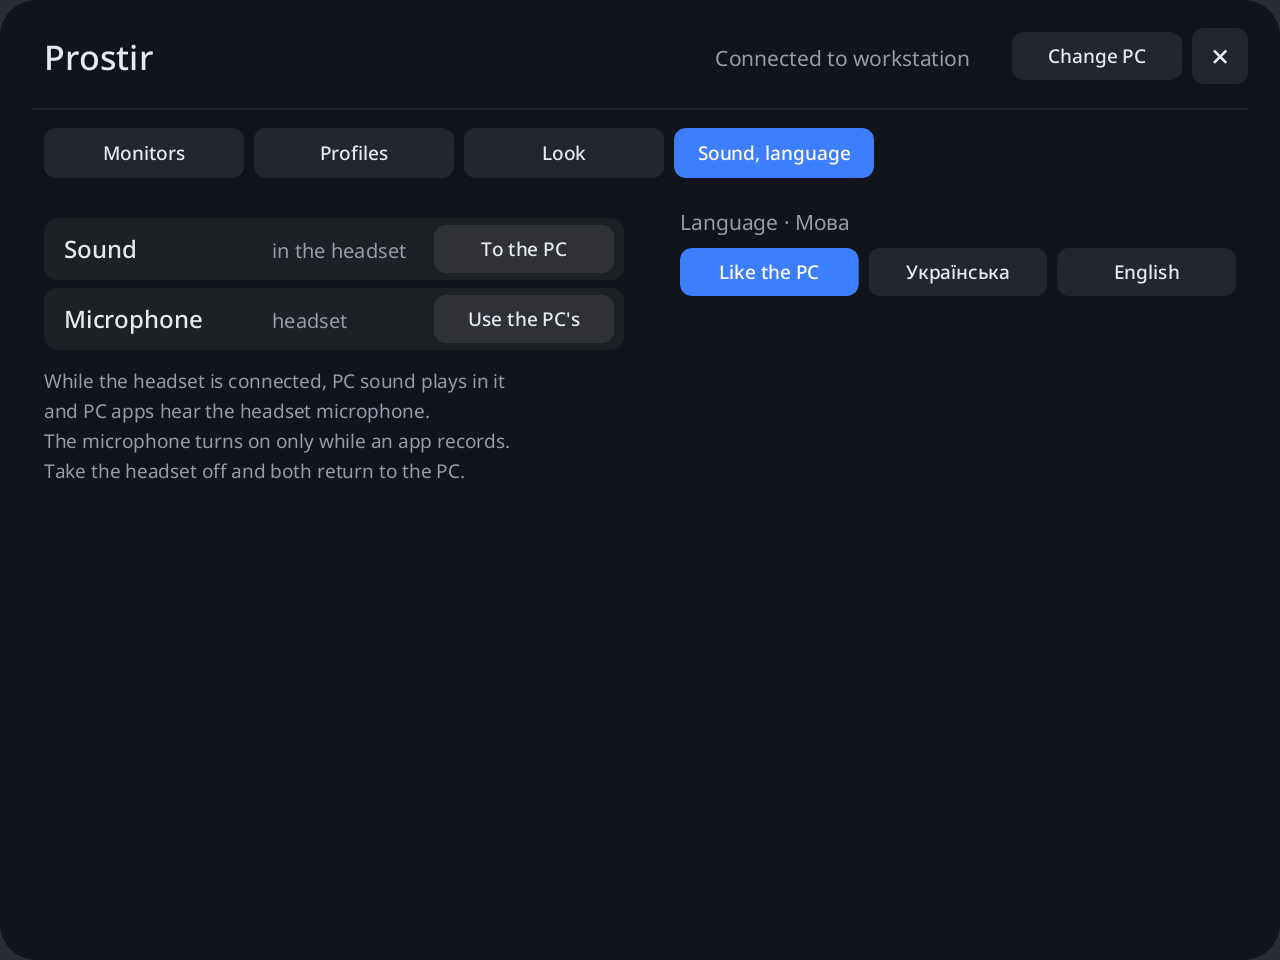 Prostir
Connected to workstation
Change PC
✕
Monitors
Profiles
Look
Sound, language
Sound
in the headset
To the PC
Microphone
headset
Use the PC's
While the headset is connected, PC sound plays in it
and PC apps hear the headset microphone.
The microphone turns on only while an app records.
Take the headset off and both return to the PC.
Language · Мова
Like the PC
Українська
English